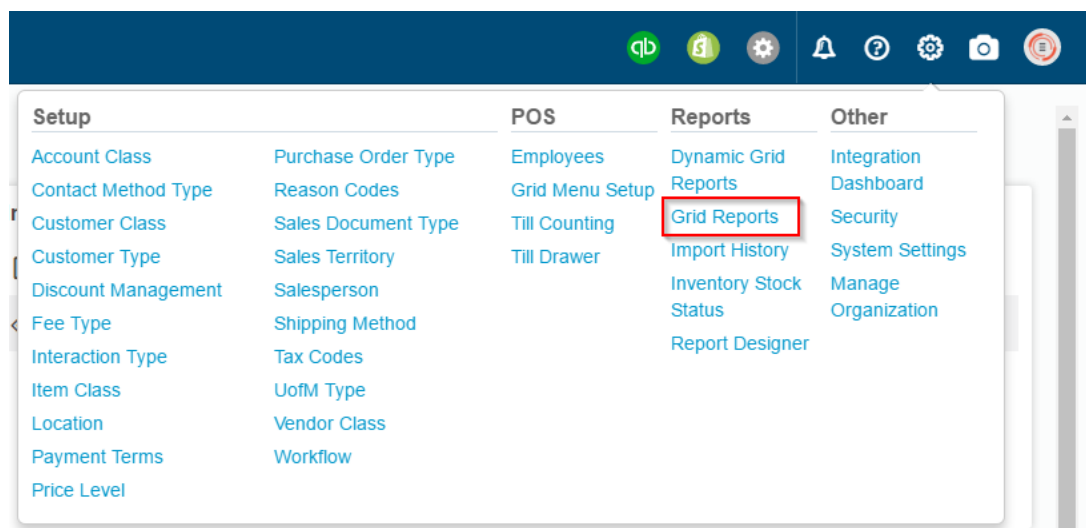 qb
S
Setup
Account Class
Contact Method Type
Customer Class
Customer Type
Discount Management
Fee Type
Interaction Type
Item Class
Location
Payment Terms
Price Level
Purchase Order Type
Reason Codes
Sales Document Type
Sales Territory
Salesperson
Shipping Method
Tax Codes
UofM Type
Vendor Class
Workflow
POS
Employees
Grid Menu Setup
Till Counting
Till Drawer
Reports
Dynamic Grid
Reports
Grid Reports
Import History
Inventory Stock
Status
Report Designer
Other
Integration
Dashboard
Security
System Settings
Manage
Organization